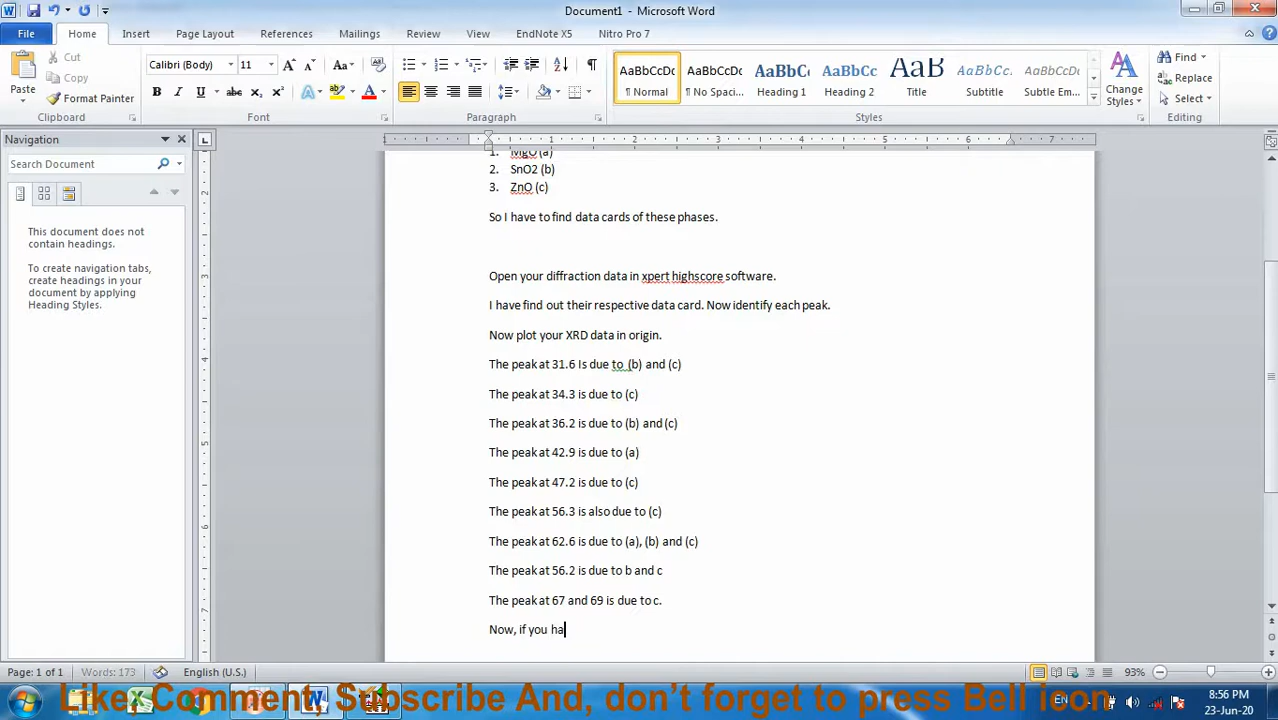 Document1 - Microsoft Word
File Home Insert Page Layout References Mailings Review View EndNote X5 Nitro Pro 7
Paste
Cut
Copy
Format Painter
Clipboard
Calibri (Body) 11
Font
Paragraph
AaBbCcDc AaBbCcDc AaBbCc AaBbCc AaB AaBbCcL AaBbCcDc
¶ Normal ¶ No Spaci... Heading 1 Heading 2 Title Subtitle Subtle Em...
Change Styles
Styles
Find
Replace
Select
Editing
Navigation
Search Document
This document does not
contain headings.
To create navigation tabs,
create headings in your
document by applying
Heading Styles.
1. MgO (a)
2. SnO2 (b)
3. ZnO (c)
So I have to find data cards of these phases.
Open your diffraction data in xpert highscore software.
I have find out their respective data card. Now identify each peak.
Now plot your XRD data in origin.
The peak at 31.6 Is due to (b) and (c)
The peak at 34.3 is due to (c)
The peak at 36.2 is due to (b) and (c)
The peak at 42.9 is due to (a)
The peak at 47.2 is due to (c)
The peak at 56.3 is also due to (c)
The peak at 62.6 is due to (a), (b) and (c)
The peak at 56.2 is due to b and c
The peak at 67 and 69 is due to c.
Now, if you ha
Page: 1 of 1 Words: 173 English (U.S.) 93%
Like, Comment, Subscribe And, don't forget to press Bell icon.
EN
8:56 PM
23-Jun-20